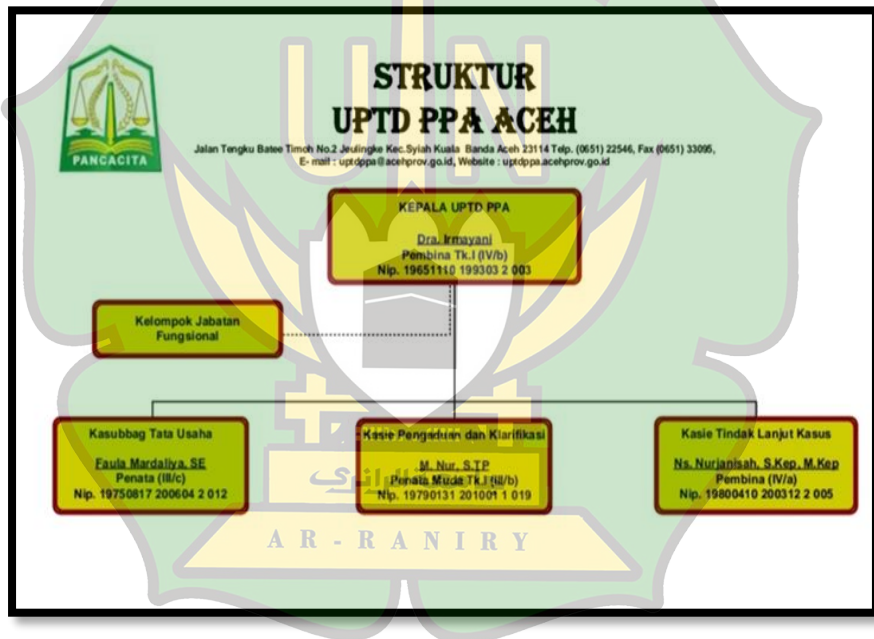 STRUKTUR
UPTD PPA ACEH
PANCACITA
Jalan Tengku Batee Timoh No.2 Jeulingke Kec.Syiah Kuala Banda Aceh 23114 Telp. (0651) 22546, Fax (0651) 33095,
E- mail : uptdppa@acehprov.go.id, Website : uptdppa.acehprov.go.id
KEPALA UPTD PPA
Dra. Irmayani
Pembina Tk.I (IV/b)
Nip. 19651110 199303 2 003
Kelompok Jabatan
Fungsional
Kasubbag Tata Usaha
Faula Mardaliya, SE
Penata (III/c)
Nip. 19750817 200604 2 012
Kasie Pengaduan dan Klarifikasi
M. Nur, S.TP
Penata Muda Tk.I (III/b)
Nip. 19790131 201001 1 019
Kasie Tindak Lanjut Kasus
Ns. Nurjanisah, S.Kep, M.Kep
Pembina (IV/a)
Nip. 19800410 200312 2 005
UIN
AR-RANIRY